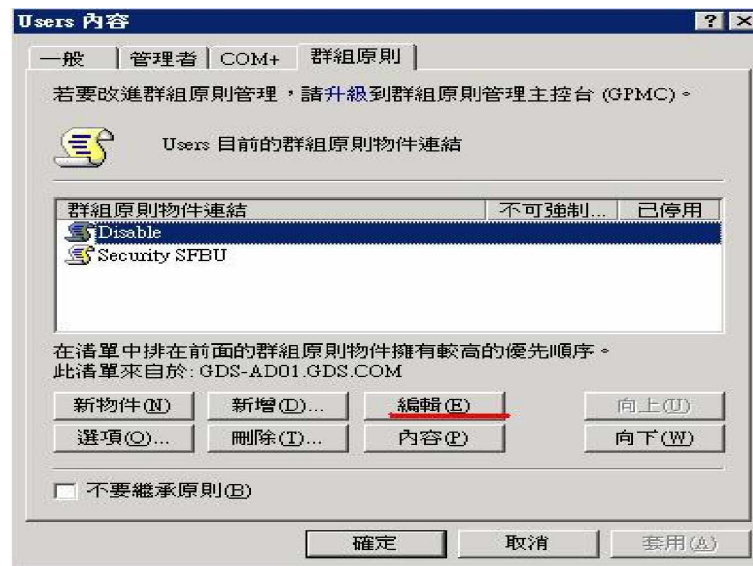 Users 內容
一般 管理者 COM+ 群組原則
若要改進群組原則管理，請升級到群組原則管理主控台 (GPMC)。
Users 目前的群組原則物件連結
群組原則物件連結 不可強制... 已停用
Disable
Security SFBU
在清單中排在前面的群組原則物件擁有較高的優先順序。
此清單來自於: GDS-AD01.GDS.COM
新物件(N) 新增(D)... 編輯(E) 向上(U)
選項(O)... 刪除(T)... 內容(P) 向下(W)
不要繼承原則(B)
確定 取消 套用(A)